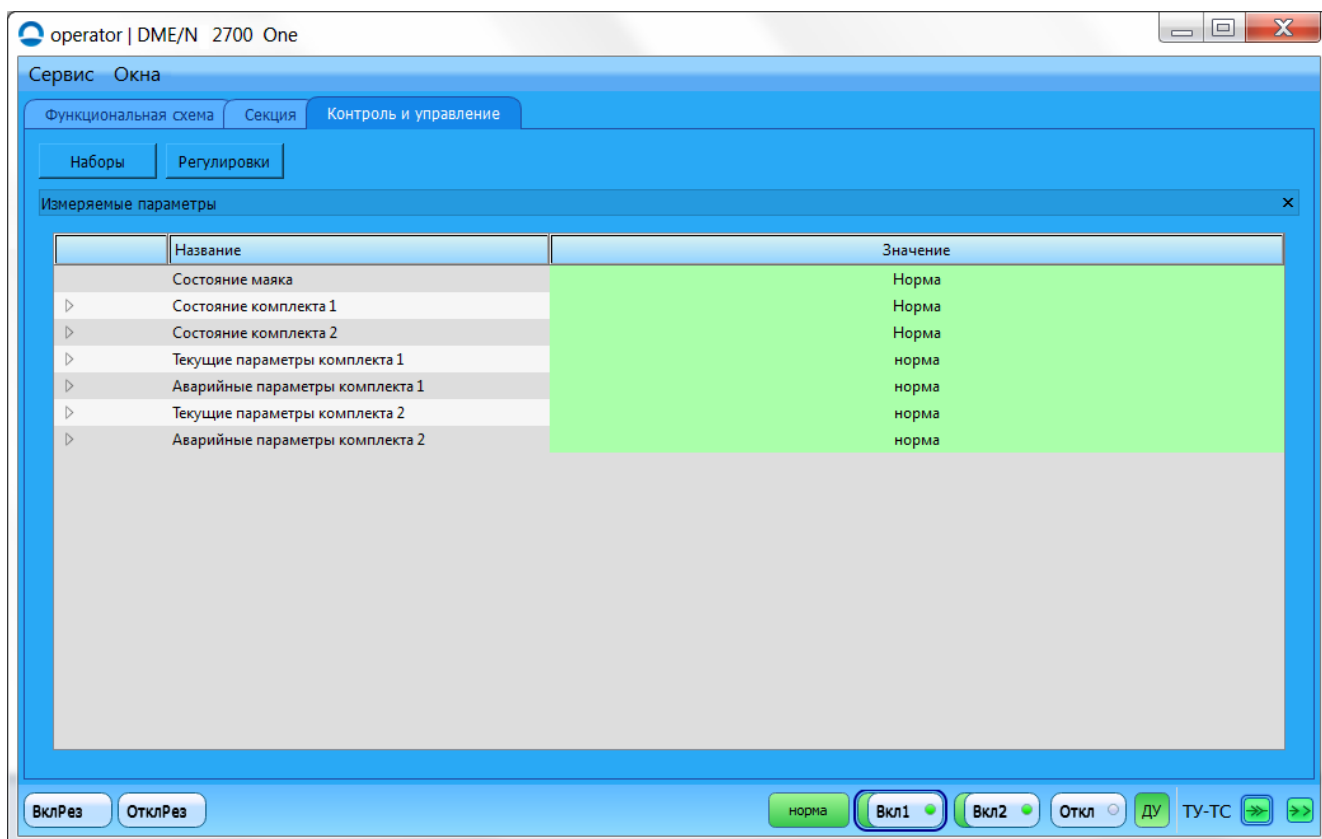 operator | DME/N 2700 One
Сервис Окна
Функциональная схема Секция Контроль и управление
Наборы Регулировки
Измеряемые параметры
Название Значение
Состояние маяка Норма
Состояние комплекта 1 Норма
Состояние комплекта 2 Норма
Текущие параметры комплекта 1 норма
Аварийные параметры комплекта 1 норма
Текущие параметры комплекта 2 норма
Аварийные параметры комплекта 2 норма
ВклРез ОтклРез норма Вкл1 Вкл2 Откл ДУ ТУ-ТС